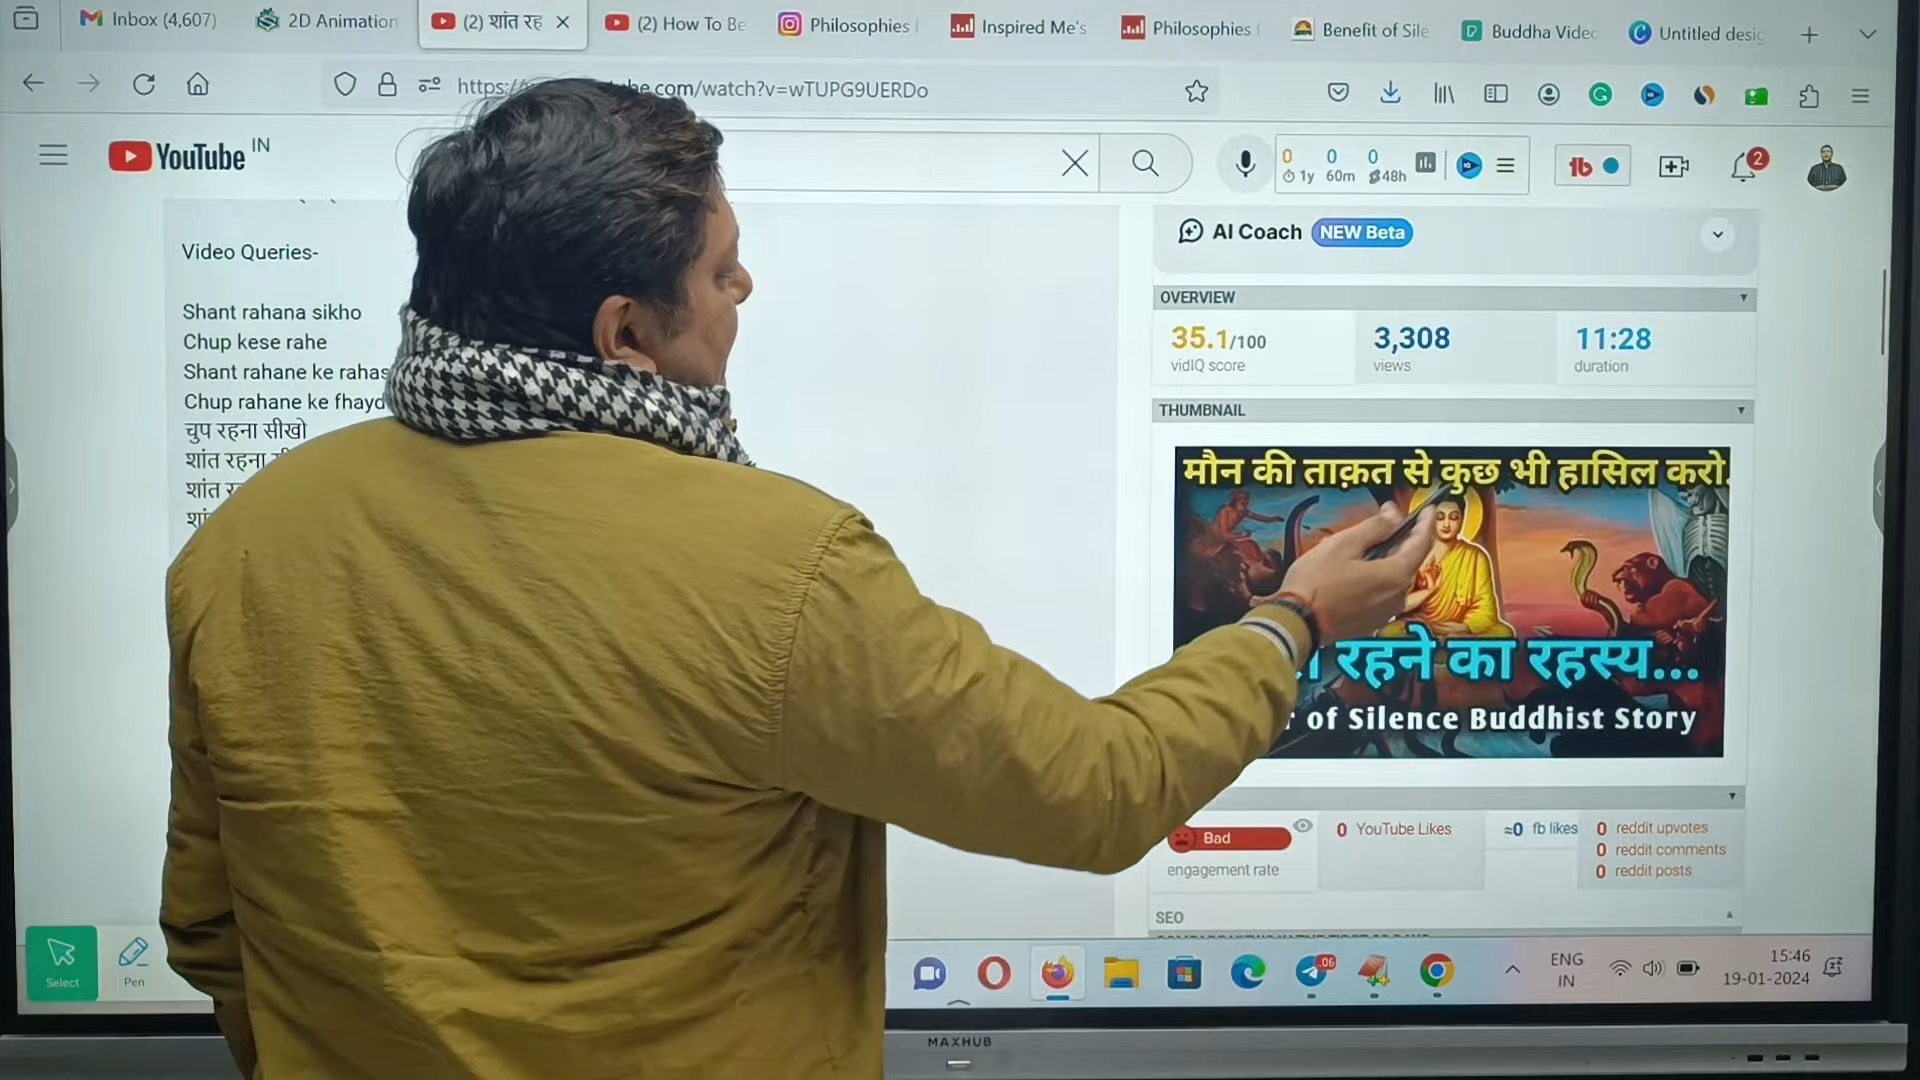 Inbox (4,607)
2D Animation
(2) शांत रह
(2) How To Be
Philosophies
Inspired Me's
Philosophies
Benefit of Sile
Buddha Video
Untitled desig
https://
be.com/watch?v=wTUPG9UERDo
YouTube IN
0 0 0
1y 60m 48h
2
Video Queries-
Shant rahana sikho
Chup kese rahe
Shant rahane ke rahas
Chup rahane ke fhayd
चुप रहना सीखो
शांत रहना
शांत
AI Coach NEW Beta
OVERVIEW
35.1/100
vidIQ score
3,308
views
11:28
duration
THUMBNAIL
मौन की ताक़त से कुछ भी हासिल करो.
रहने का रहस्य...
of Silence Buddhist Story
Bad
engagement rate
0 YouTube Likes
≈0 fb likes
0 reddit upvotes
0 reddit comments
0 reddit posts
SEO
Select
Pen
.06
ENG
IN
15:46
19-01-2024
MAXHUB